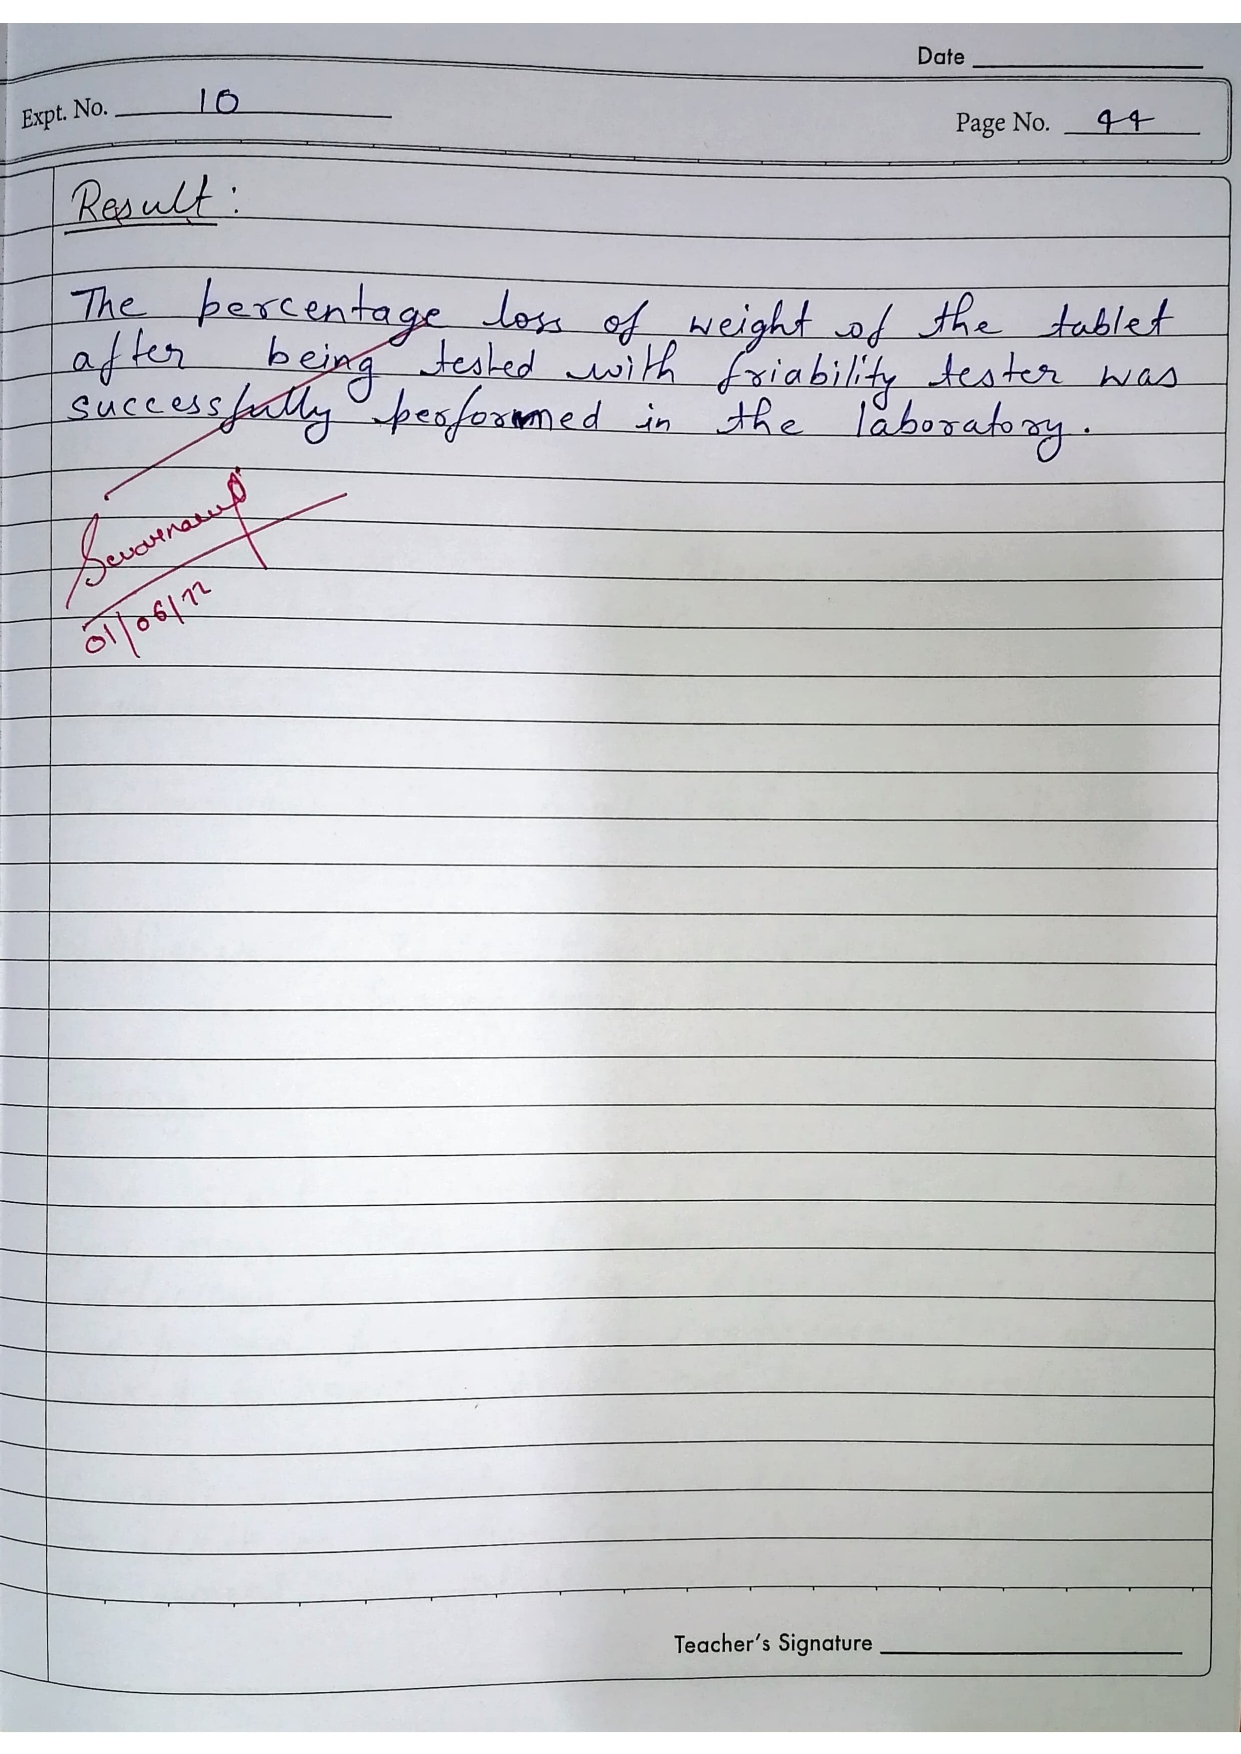 Date
Expt. No. 10
Page No. 44
Result:
The percentage loss of weight of the tablet
after being tested with friability tester was
successfully performed in the laboratory.
01/06/22
Teacher's Signature